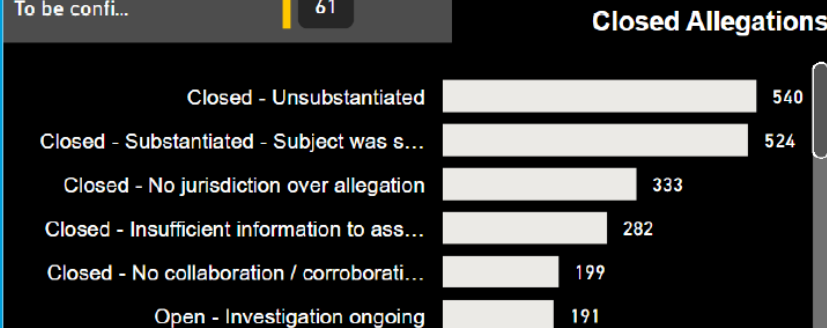 To be confi... 61
Closed Allegations
Closed - Unsubstantiated 540
Closed - Substantiated - Subject was s... 524
Closed - No jurisdiction over allegation 333
Closed - Insufficient information to ass... 282
Closed - No collaboration / corroborati... 199
Open - Investigation ongoing 191